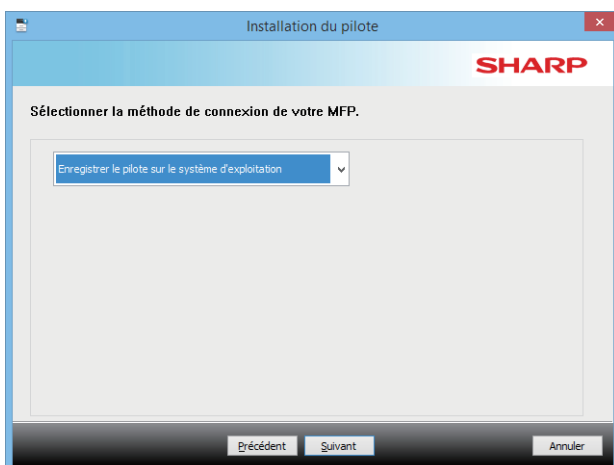 Installation du pilote
SHARP
Sélectionner la méthode de connexion de votre MFP.
Enregistrer le pilote sur le système d'exploitation
Précédent Suivant Annuler